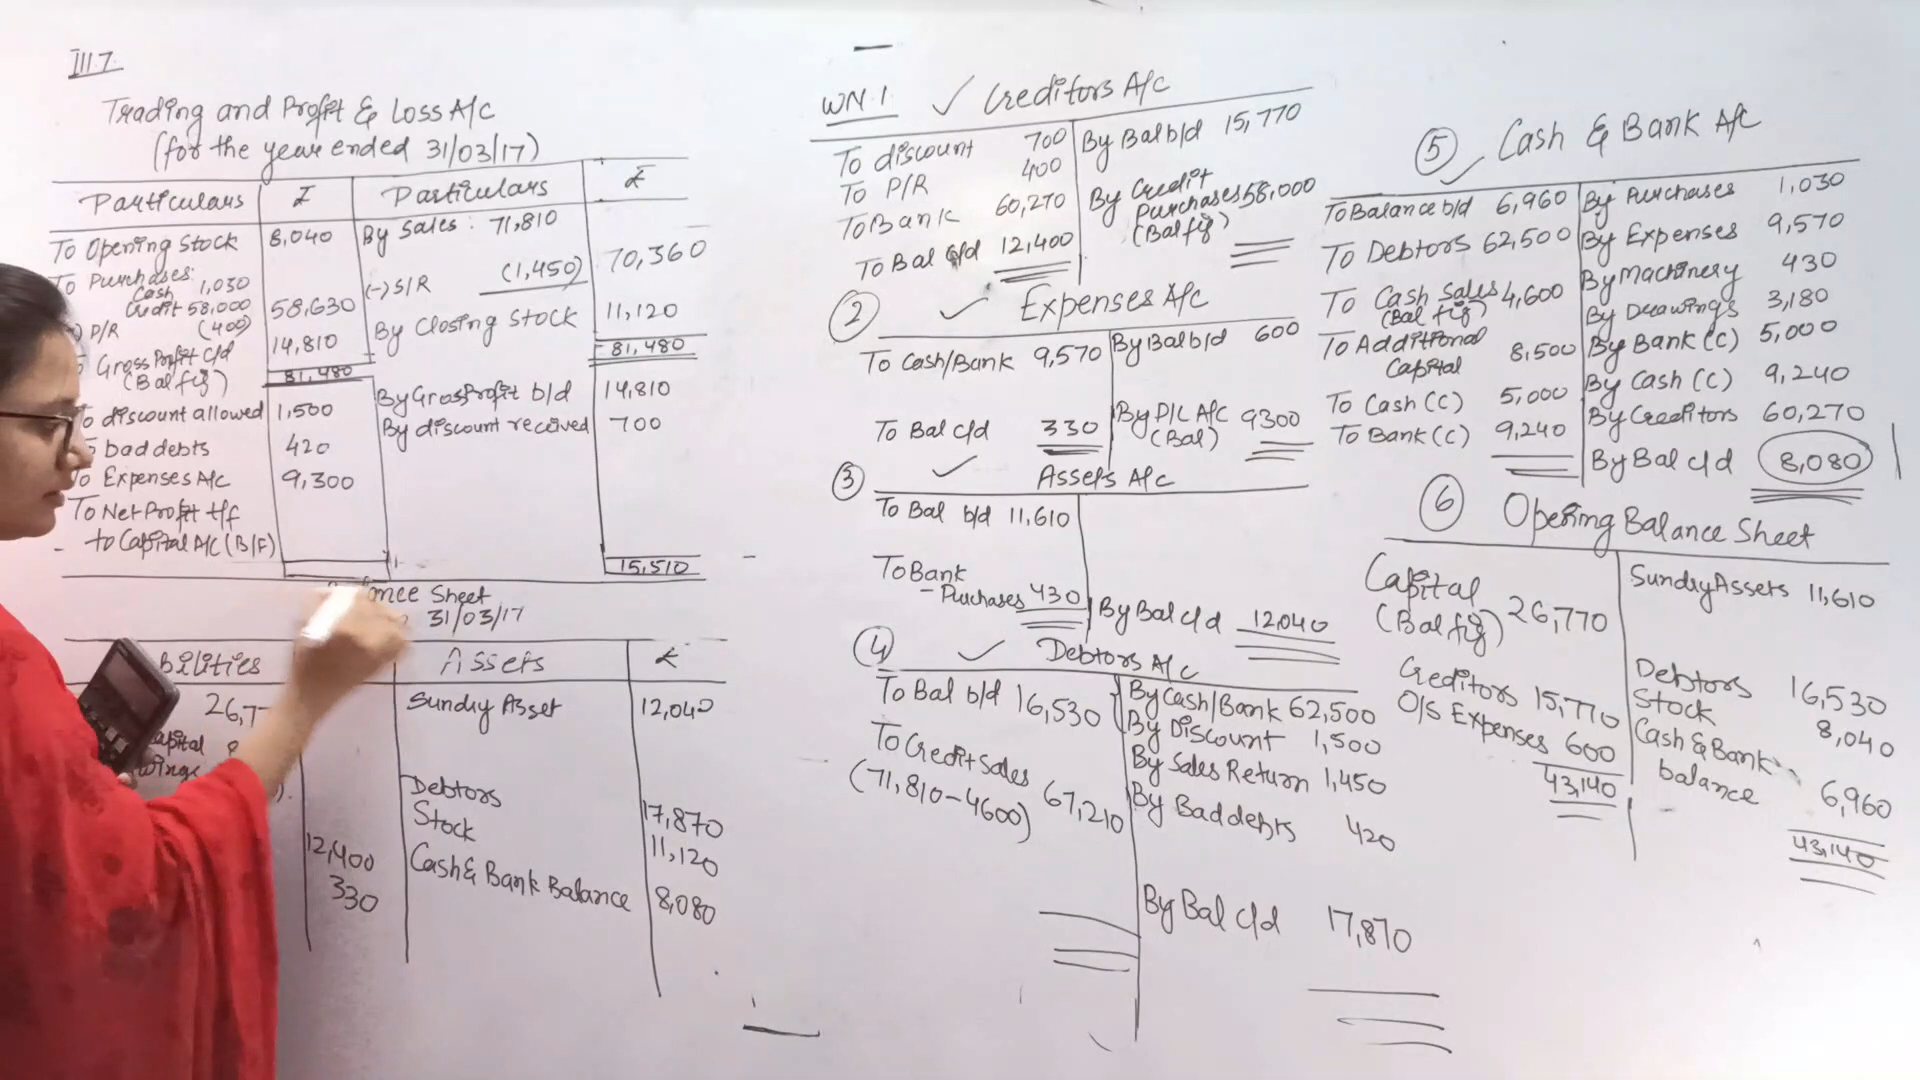 III.7
Trading and Profit & Loss A/c
(for the year ended 31/03/17)
Particulars ₹ Particulars ₹
To Opening Stock 8,040 By Sales: 71,810
(-) S/R (1,450) 70,360
To Purchases:
Cash 1,030
Credit 58,000 58,630
P/R (400)
By Closing Stock 11,120
Gross Profit c/d 14,810
(Bal fig)
81,480 81,480
To discount allowed 1,500 By Gross Profit b/d 14,810
bad debts 420 By discount received 700
To Expenses A/c 9,300
To Net Profit t/f
to Capital A/c (B/F)
15,510
ance Sheet
31/03/17
bilities Assets ₹
26,7 Sundry Asset 12,040
apital 8
wings
Debtors 17,870
Stock 11,120
12,400 Cash & Bank Balance 8,080
330
WN.1. ✓ Creditors A/c
To discount 700 By Bal b/d 15,770
To P/R 400
To Bank 60,270 By Credit
Purchases 58,000
(Bal fig)
To Bal c/d 12,400
2 ✓ Expenses A/c
To Cash/Bank 9,570 By Bal b/d 600
To Bal c/d 330 By P/L A/c 9300
(Bal)
3 ✓ Assets A/c
To Bal b/d 11,610
To Bank
- Purchases 430 By Bal c/d 12,040
4 ✓ Debtors A/c
To Bal b/d 16,530 By Cash/Bank 62,500
By Discount 1,500
To Credit Sales By Sales Return 1,450
(71,810-4600) 67,210 By Bad debts 420
By Bal c/d 17,870
5 ✓ Cash & Bank A/c
To Balance b/d 6,960 By Purchases 1,030
To Debtors 62,500 By Expenses 9,570
To Cash Sales 4,600 By Machinery 430
(Bal fig) By Drawings 3,180
To Additional
Capital 8,500 By Bank (C) 5,000
To Cash (C) 5,000 By Cash (C) 9,240
To Bank (C) 9,240 By Creditors 60,270
By Bal c/d 8,080
6 Opening Balance Sheet
Capital
(Bal fig) 26,770 Sundry Assets 11,610
Creditors 15,770 Debtors 16,530
O/S Expenses 600 Stock 8,040
43,140 Cash & Bank
balance 6,960
43,140